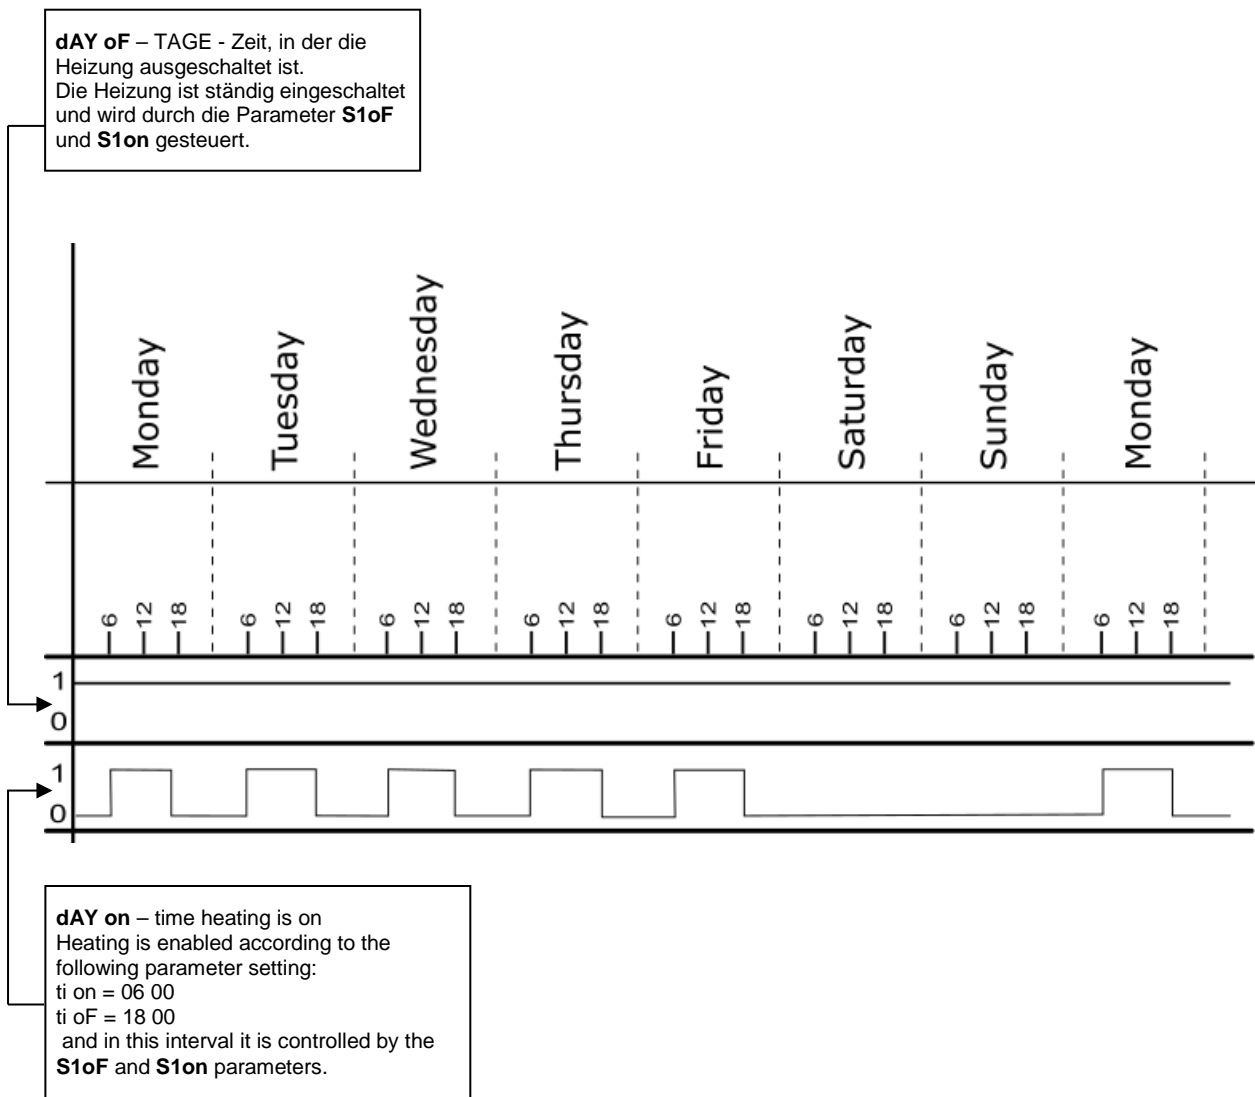 dAY oF – TAGE - Zeit, in der die
Heizung ausgeschaltet ist.
Die Heizung ist ständig eingeschaltet
und wird durch die Parameter S1oF
und S1on gesteuert.
Monday Tuesday Wednesday Thursday Friday Saturday Sunday Monday
6 12 18 6 12 18 6 12 18 6 12 18 6 12 18 6 12 18 6 12 18 6 12 18
1
0
1
0
dAY on – time heating is on
Heating is enabled according to the
following parameter setting:
ti on = 06 00
ti oF = 18 00
and in this interval it is controlled by the
S1oF and S1on parameters.